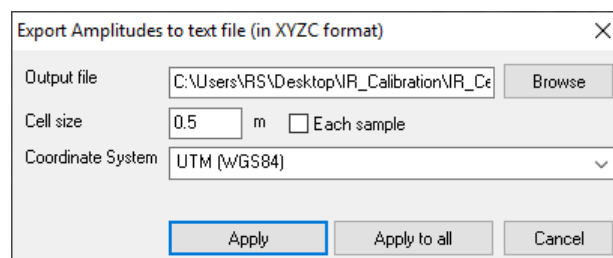 Export Amplitudes to text file (in XYZC format)
Output file C:\Users\RS\Desktop\IR_Calibration\IR_Ce Browse
Cell size 0.5 m Each sample
Coordinate System UTM (WGS84)
Apply Apply to all Cancel